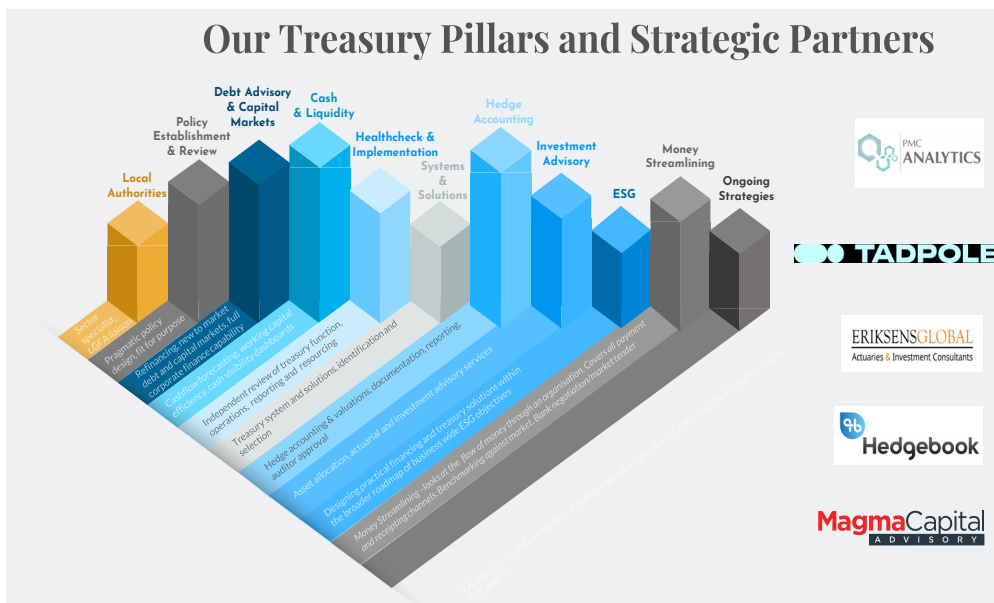 Our Treasury Pillars and Strategic Partners
Local
Authorities
Policy
Establishment
& Review
Debt Advisory
& Capital
Markets
Cash
& Liquidity
Healthcheck &
Implementation
Systems
&
Solutions
Hedge
Accounting
Investment
Advisory
ESG
Money
Streamlining
Ongoing
Strategies
Sector
specialist,
LGFA liaison
Pragmatic policy
design, fit for purpose
Refinancing, new to market
debt and capital markets, full
corporate finance capability
Cashflow forecasting, working capital
efficiency, cash visibility dashboards
Independent review of treasury function,
operations, reporting and resourcing
Treasury system and solutions, identification and
selection
Hedge accounting & valuations, documentation, reporting,
auditor approval
Asset allocation, actuarial and investment advisory services
Designing practical financing and treasury solutions within
the broader roadmap of business wide ESG objectives
Money Streamlining -looks at the flow of money through an organisation. Covers all payment
and receipting channels. Benchmarking against market. Bank negotiation/market tender
PMC
ANALYTICS
TADPOLE
ERIKSENSGLOBAL
Actuaries & Investment Consultants
Hedgebook
MagmaCapital
ADVISORY